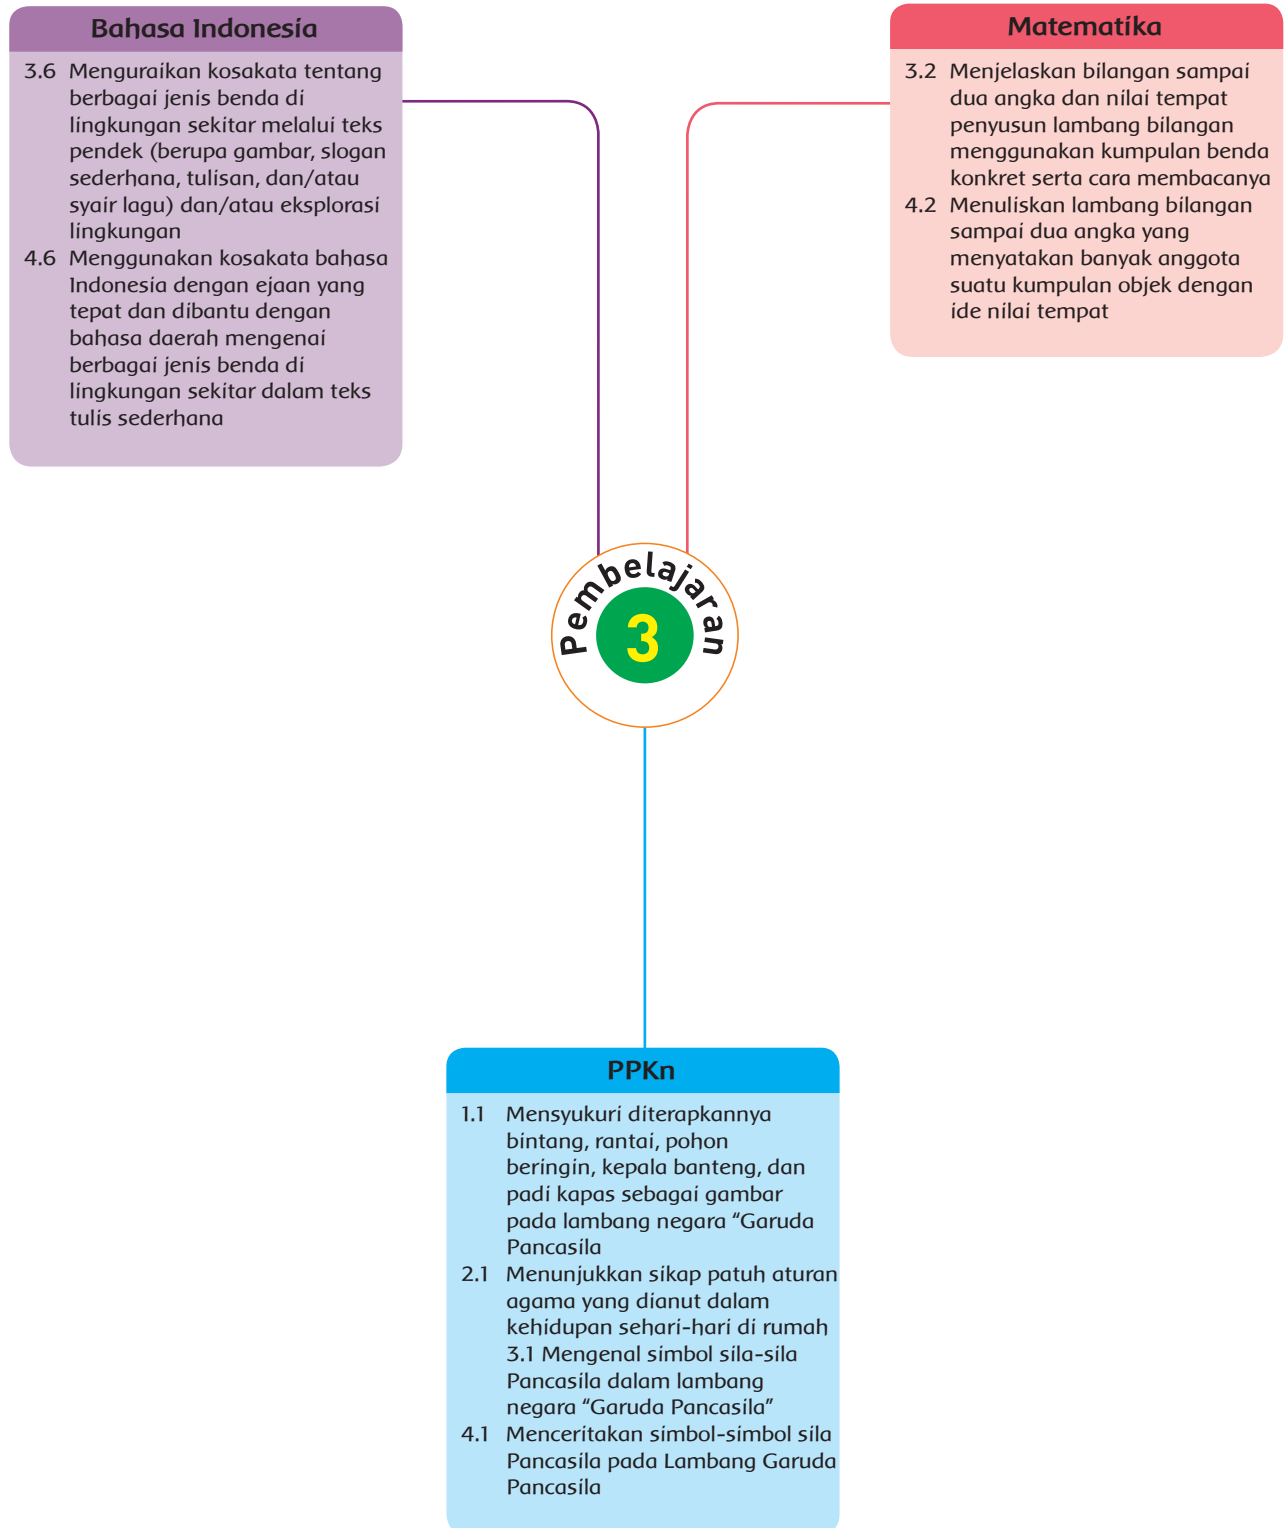 Bahasa Indonesia
3.6 Menguraikan kosakata tentang
berbagai jenis benda di
lingkungan sekitar melalui teks
pendek (berupa gambar, slogan
sederhana, tulisan, dan/atau
syair lagu) dan/atau eksplorasi
lingkungan
4.6 Menggunakan kosakata bahasa
Indonesia dengan ejaan yang
tepat dan dibantu dengan
bahasa daerah mengenai
berbagai jenis benda di
lingkungan sekitar dalam teks
tulis sederhana
Matematika
3.2 Menjelaskan bilangan sampai
dua angka dan nilai tempat
penyusun lambang bilangan
menggunakan kumpulan benda
konkret serta cara membacanya
4.2 Menuliskan lambang bilangan
sampai dua angka yang
menyatakan banyak anggota
suatu kumpulan objek dengan
ide nilai tempat
Pembelajaran
3
PPKn
1.1 Mensyukuri diterapkannya
bintang, rantai, pohon
beringin, kepala banteng, dan
padi kapas sebagai gambar
pada lambang negara “Garuda
Pancasila
2.1 Menunjukkan sikap patuh aturan
agama yang dianut dalam
kehidupan sehari-hari di rumah
3.1 Mengenal simbol sila-sila
Pancasila dalam lambang
negara “Garuda Pancasila”
4.1 Menceritakan simbol-simbol sila
Pancasila pada Lambang Garuda
Pancasila